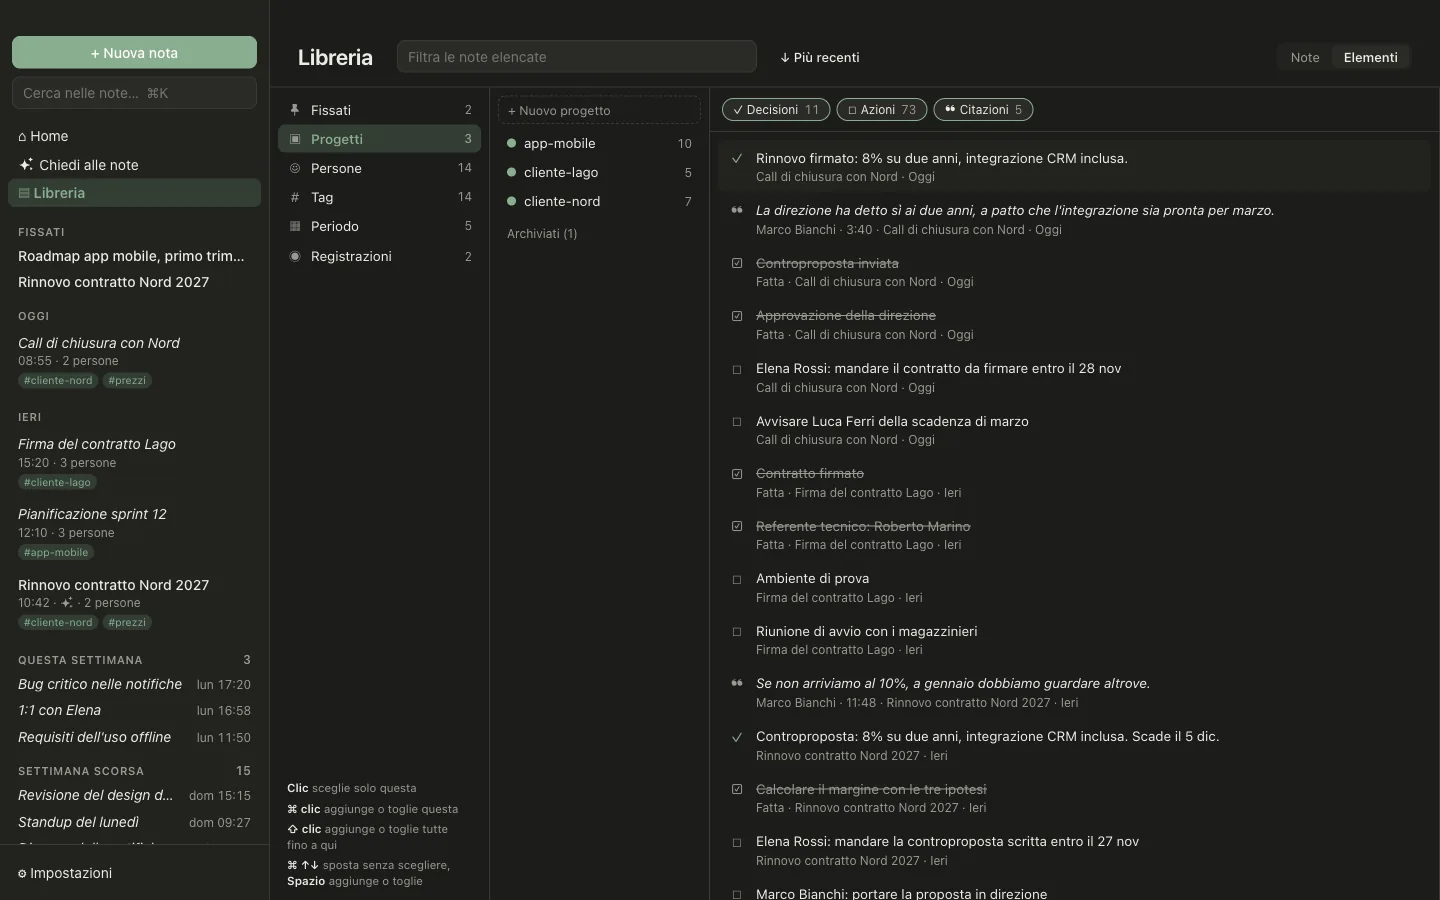 + Nuova nota
Cerca nelle note... ⌘K
Home
Chiedi alle note
Libreria
FISSATI
Roadmap app mobile, primo trim...
Rinnovo contratto Nord 2027
OGGI
Call di chiusura con Nord
08:55 · 2 persone
#cliente-nord #prezzi
IERI
Firma del contratto Lago
15:20 · 3 persone
#cliente-lago
Pianificazione sprint 12
12:10 · 3 persone
#app-mobile
Rinnovo contratto Nord 2027
10:42 · 2 persone
#cliente-nord #prezzi
QUESTA SETTIMANA 3
Bug critico nelle notifiche lun 17:20
1:1 con Elena lun 16:58
Requisiti dell'uso offline lun 11:50
SETTIMANA SCORSA 15
Revisione del design d... dom 15:15
Standup del lunedì dom 09:27
Impostazioni
Libreria
Filtra le note elencate
↓ Più recenti
Note Elementi
Fissati 2
Progetti 3
Persone 14
# Tag 14
Periodo 5
Registrazioni 2
Clic sceglie solo questa
⌘ clic aggiunge o toglie questa
⇧ clic aggiunge o toglie tutte
fino a qui
⌘ ↑↓ sposta senza scegliere,
Spazio aggiunge o toglie
+ Nuovo progetto
app-mobile 10
cliente-lago 5
cliente-nord 7
Archiviati (1)
✓ Decisioni 11
Azioni 73
❝ Citazioni 5
Rinnovo firmato: 8% su due anni, integrazione CRM inclusa.
Call di chiusura con Nord · Oggi
La direzione ha detto sì ai due anni, a patto che l'integrazione sia pronta per marzo.
Marco Bianchi · 3:40 · Call di chiusura con Nord · Oggi
Controproposta inviata
Fatta · Call di chiusura con Nord · Oggi
Approvazione della direzione
Fatta · Call di chiusura con Nord · Oggi
Elena Rossi: mandare il contratto da firmare entro il 28 nov
Call di chiusura con Nord · Oggi
Avvisare Luca Ferri della scadenza di marzo
Call di chiusura con Nord · Oggi
Contratto firmato
Fatta · Firma del contratto Lago · Ieri
Referente tecnico: Roberto Marino
Fatta · Firma del contratto Lago · Ieri
Ambiente di prova
Firma del contratto Lago · Ieri
Riunione di avvio con i magazzinieri
Firma del contratto Lago · Ieri
Se non arriviamo al 10%, a gennaio dobbiamo guardare altrove.
Marco Bianchi · 11:48 · Rinnovo contratto Nord 2027 · Ieri
Controproposta: 8% su due anni, integrazione CRM inclusa. Scade il 5 dic.
Rinnovo contratto Nord 2027 · Ieri
Calcolare il margine con le tre ipotesi
Fatta · Rinnovo contratto Nord 2027 · Ieri
Elena Rossi: mandare la controproposta scritta entro il 27 nov
Rinnovo contratto Nord 2027 · Ieri
Marco Bianchi: portare la proposta in direzione